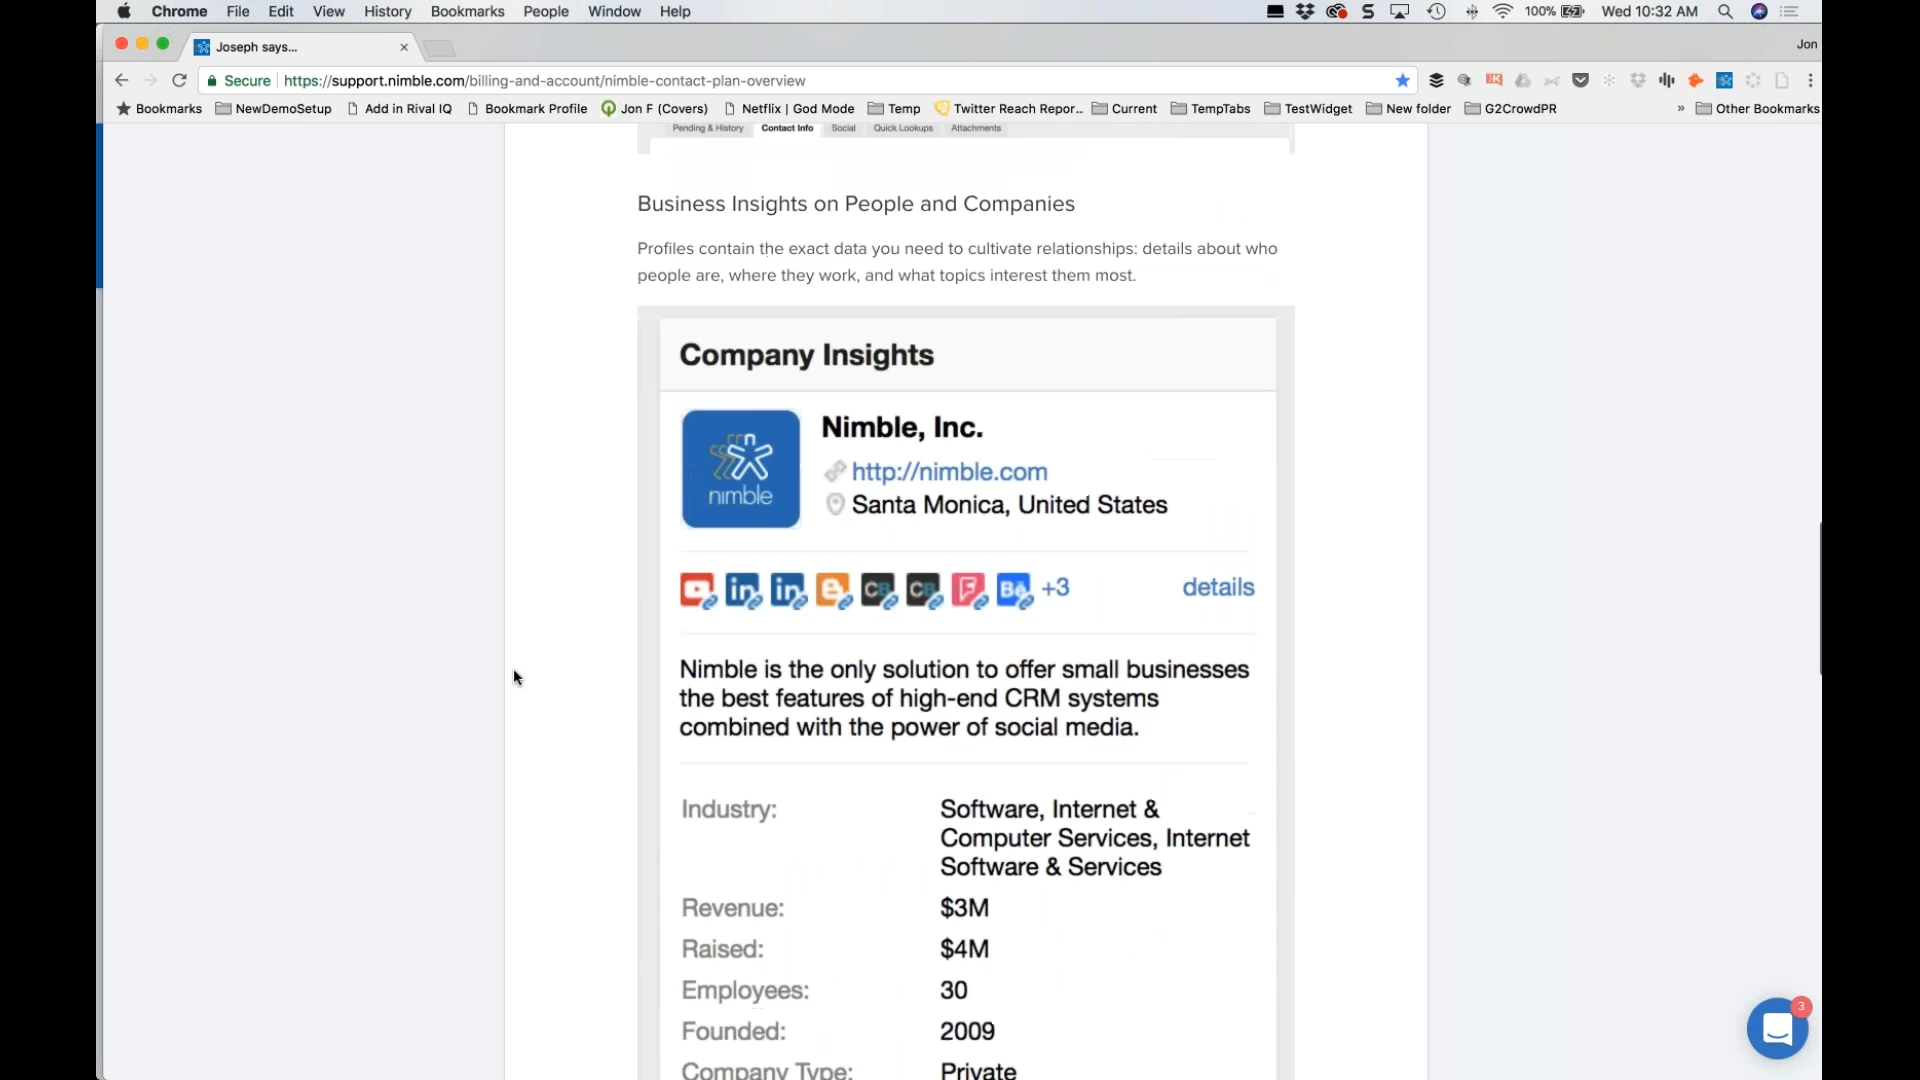 Chrome File Edit View History Bookmarks People Window Help 100% Wed 10:32 AM
Joseph says... Jon
Secure https://support.nimble.com/billing-and-account/nimble-contact-plan-overview
Bookmarks NewDemoSetup Add in Rival IQ Bookmark Profile Jon F (Covers) Netflix | God Mode Temp Twitter Reach Repor... Current TempTabs TestWidget New folder G2CrowdPR » Other Bookmarks
Pending & History Contact Info Social Quick Lookups Attachments
Business Insights on People and Companies
Profiles contain the exact data you need to cultivate relationships: details about who
people are, where they work, and what topics interest them most.
Company Insights
nimble
Nimble, Inc.
http://nimble.com
Santa Monica, United States
in in CB CB Bē +3 details
Nimble is the only solution to offer small businesses
the best features of high-end CRM systems
combined with the power of social media.
Industry: Software, Internet &
Computer Services, Internet
Software & Services
Revenue: $3M
Raised: $4M
Employees: 30
Founded: 2009
Company Type: Private
3